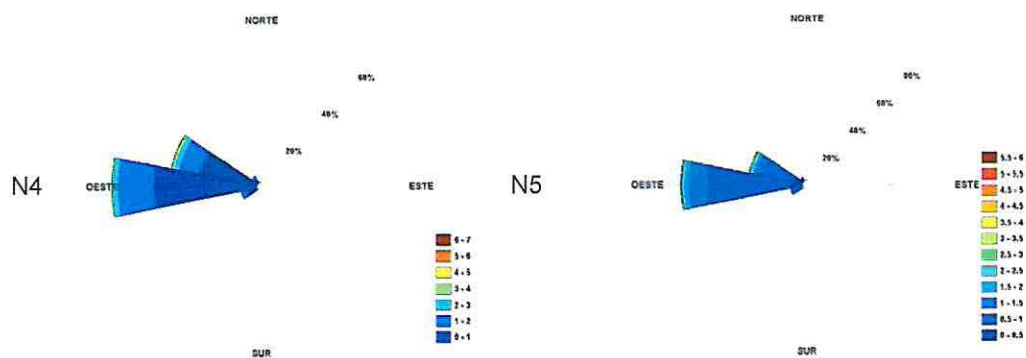 NORTE
60%
40%
20%
N4
OESTE
ESTE
6 - 7
5 - 6
4 - 5
3 - 4
2 - 3
1 - 2
0 - 1
SUR
NORTE
80%
60%
40%
20%
N5
OESTE
ESTE
5.5 - 6
5 - 5.5
4.5 - 5
4 - 4.5
3.5 - 4
3 - 3.5
2.5 - 3
2 - 2.5
1.5 - 2
1 - 1.5
0.5 - 1
0 - 0.5
SUR